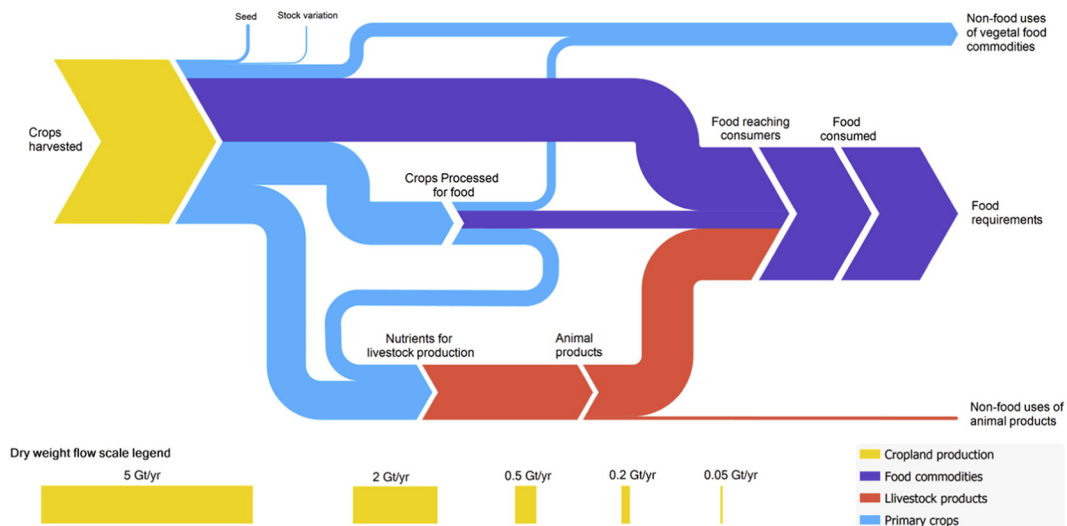 Seed
Stock variation
Non-food uses
of vegetal food
commodities
Crops
harvested
Food reaching
consumers
Food
consumed
Crops Processed
for food
Food
requirements
Nutrients for
livestock production
Animal
products
Non-food uses of
animal products
Dry weight flow scale legend
5 Gt/yr
2 Gt/yr
0.5 Gt/yr
0.2 Gt/yr
0.05 Gt/yr
Cropland production
Food commodities
Llivestock products
Primary crops